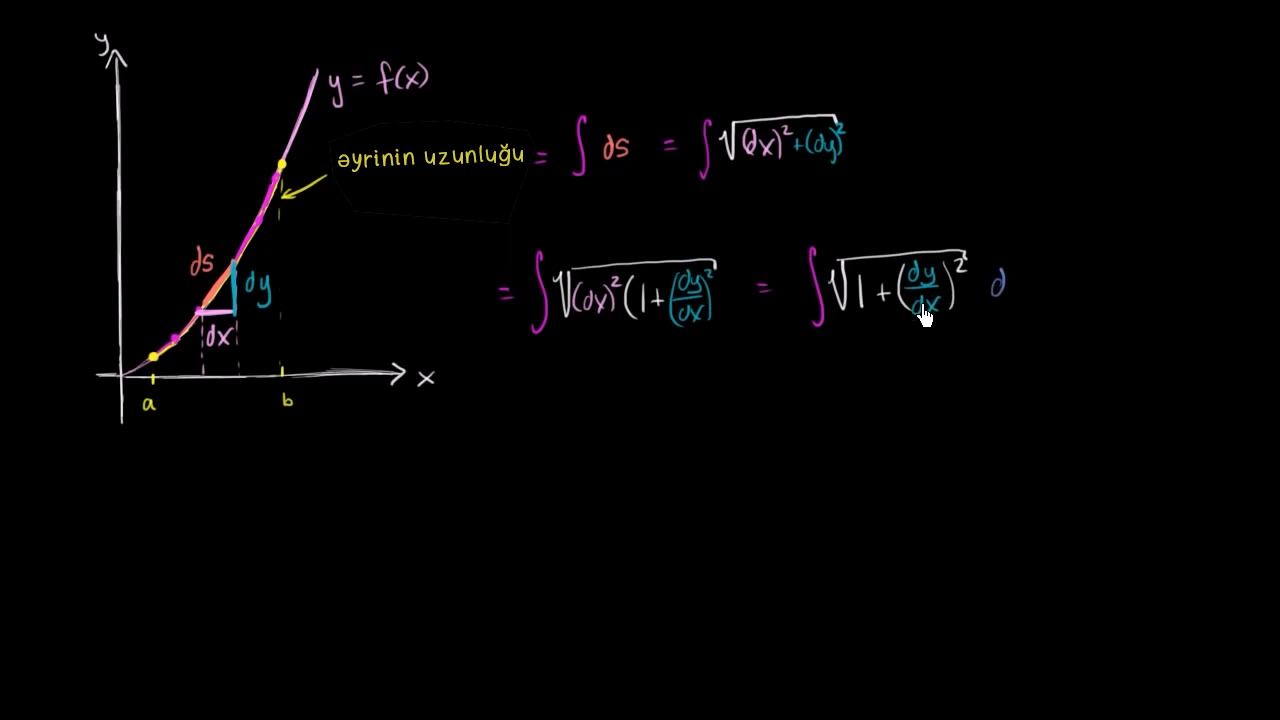 y
y = f(x)
əyrinin uzunluğu = ∫ ds = ∫ √(dx)² + (dy)²
ds
dy
dx
= ∫ √(dx)² (1 + (dy/dx)² = ∫ √1 + (dy/dx)² d
x
a b